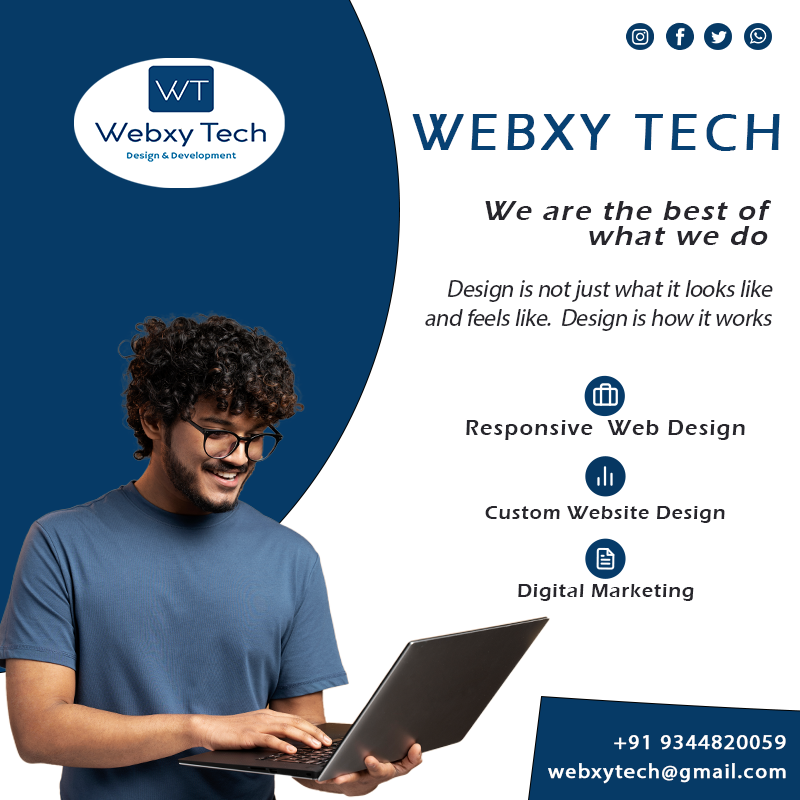 WT
Webxy Tech
Design & Development
WEBXY TECH
We are the best of
what we do
Design is not just what it looks like
and feels like. Design is how it works
Responsive Web Design
Custom Website Design
Digital Marketing
+91 9344820059
webxytech@gmail.com